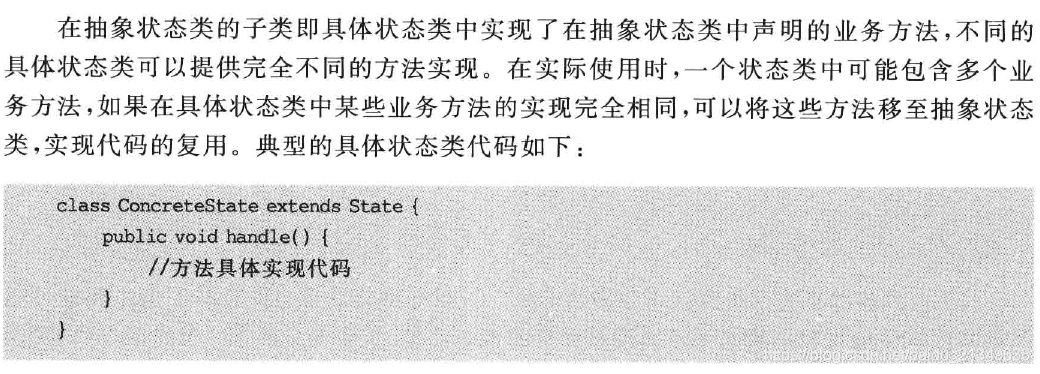 在抽象状态类的子类即具体状态类中实现了在抽象状态类中声明的业务方法,不同的
具体状态类可以提供完全不同的方法实现。在实际使用时,一个状态类中可能包含多个业
务方法,如果在具体状态类中某些业务方法的实现完全相同,可以将这些方法移至抽象状态
类,实现代码的复用。典型的具体状态类代码如下:
class ConcreteState extends State {
public void handle() {
//方法具体实现代码
}
}